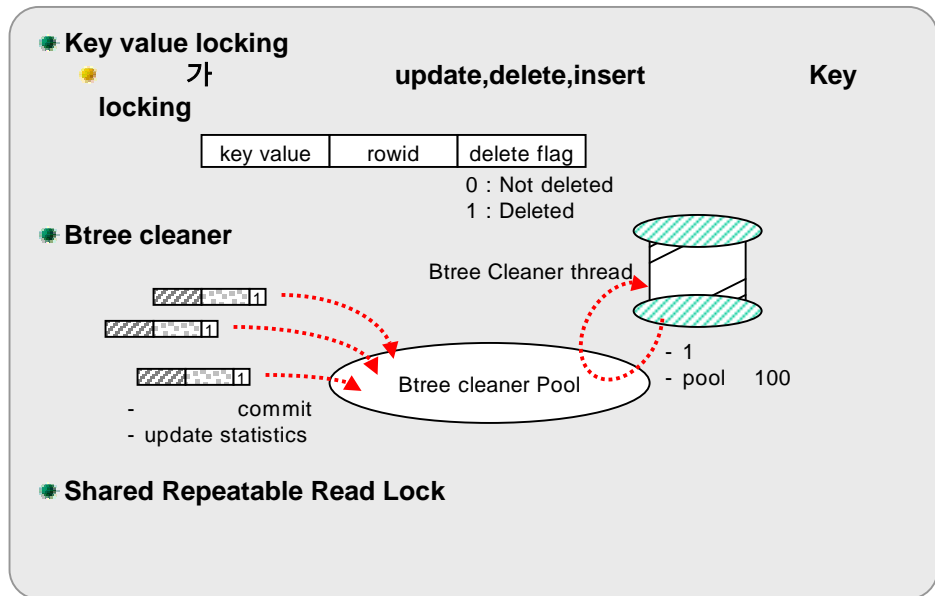 Key value locking
가 update,delete,insert Key
locking
key value rowid delete flag
0 : Not deleted
1 : Deleted
Btree cleaner
Btree Cleaner thread
1
1
1
Btree cleaner Pool
- 1
- pool 100
- commit
- update statistics
Shared Repeatable Read Lock